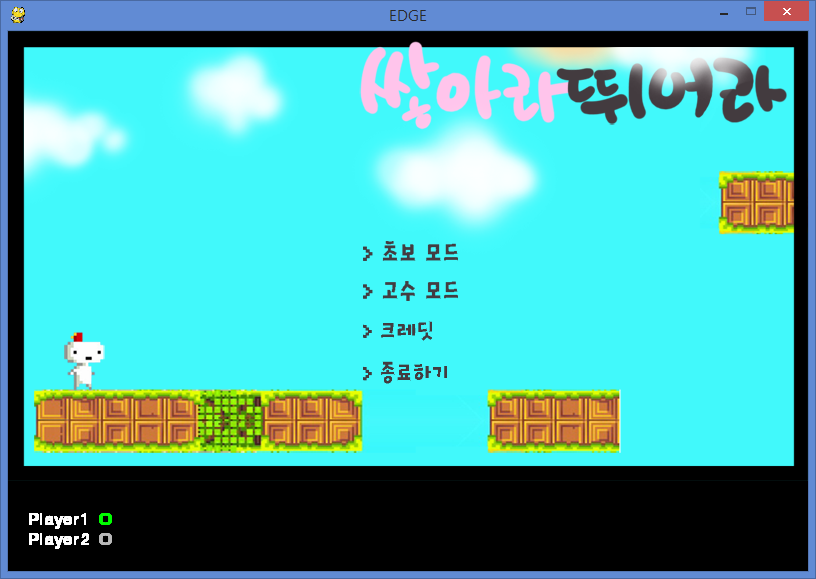 EDGE
쌓아라뛰어라
> 초보 모드
> 고수 모드
> 크레딧
> 종료하기
Player1 O
Player2 O